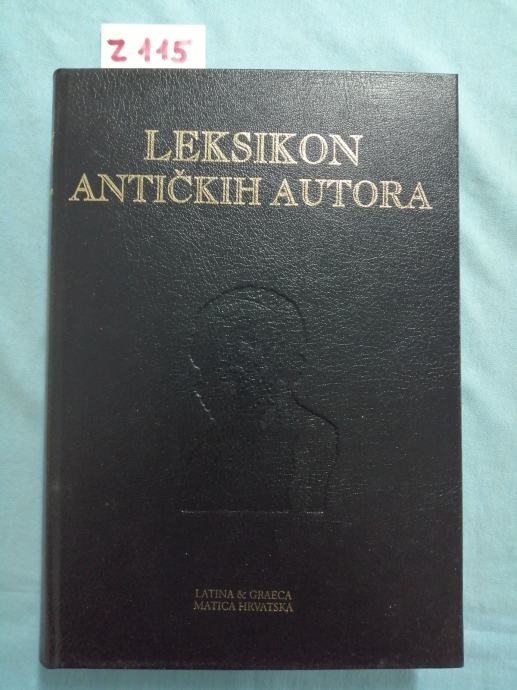 Z 115
LEKSIKON
ANTIČKIH AUTORA
LATINA & GRAECA
MATICA HRVATSKA